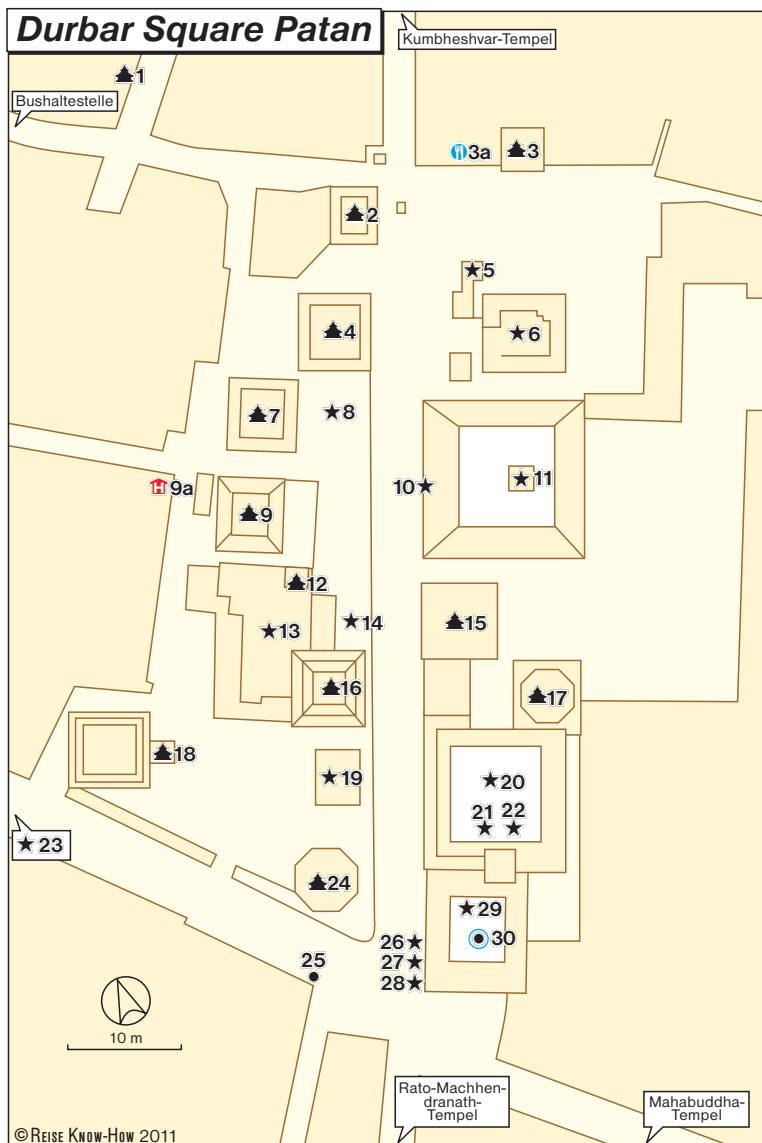 Durbar Square Patan
Kumbheshvar-Tempel
1
Bushaltestelle
3a
3
2
5
4
6
7
8
9a
10
11
9
12
13
14
15
16
17
18
19
20
21
22
23
24
29
26
30
25
27
28
10 m
Rato-Machhen-
dranath-
Tempel
Mahabuddha-
Tempel
© REISE KNOW-HOW 2011